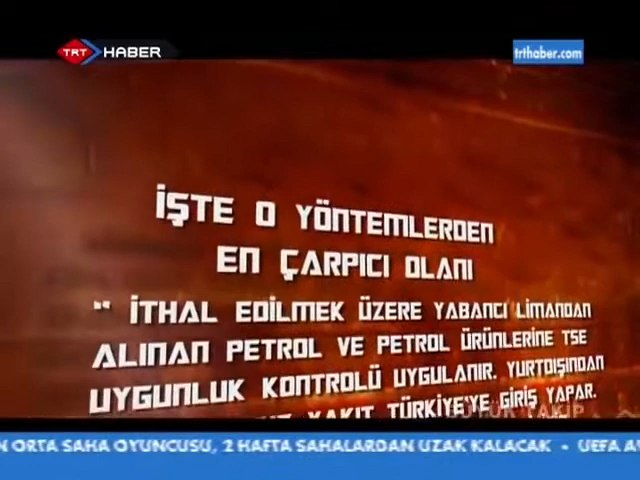 TRT HABER
trthaber.com
İŞTE O YÖNTEMLERDEN
EN ÇARPICI OLANI
" İTHAL EDİLMEK ÜZERE YABANCI LİMANDAN
ALINAN PETROL VE PETROL ÜRÜNLERİNE TSE
UYGUNLUK KONTROLÜ UYGULANIR. YURTDIŞINDAN
YAKIT TÜRKİYE'YE GİRİŞ YAPAR.
BÜYÜK TAKİP
ORTA SAHA OYUNCUSU, 2 HAFTA SAHALARDAN UZAK KALACAK • UEFA